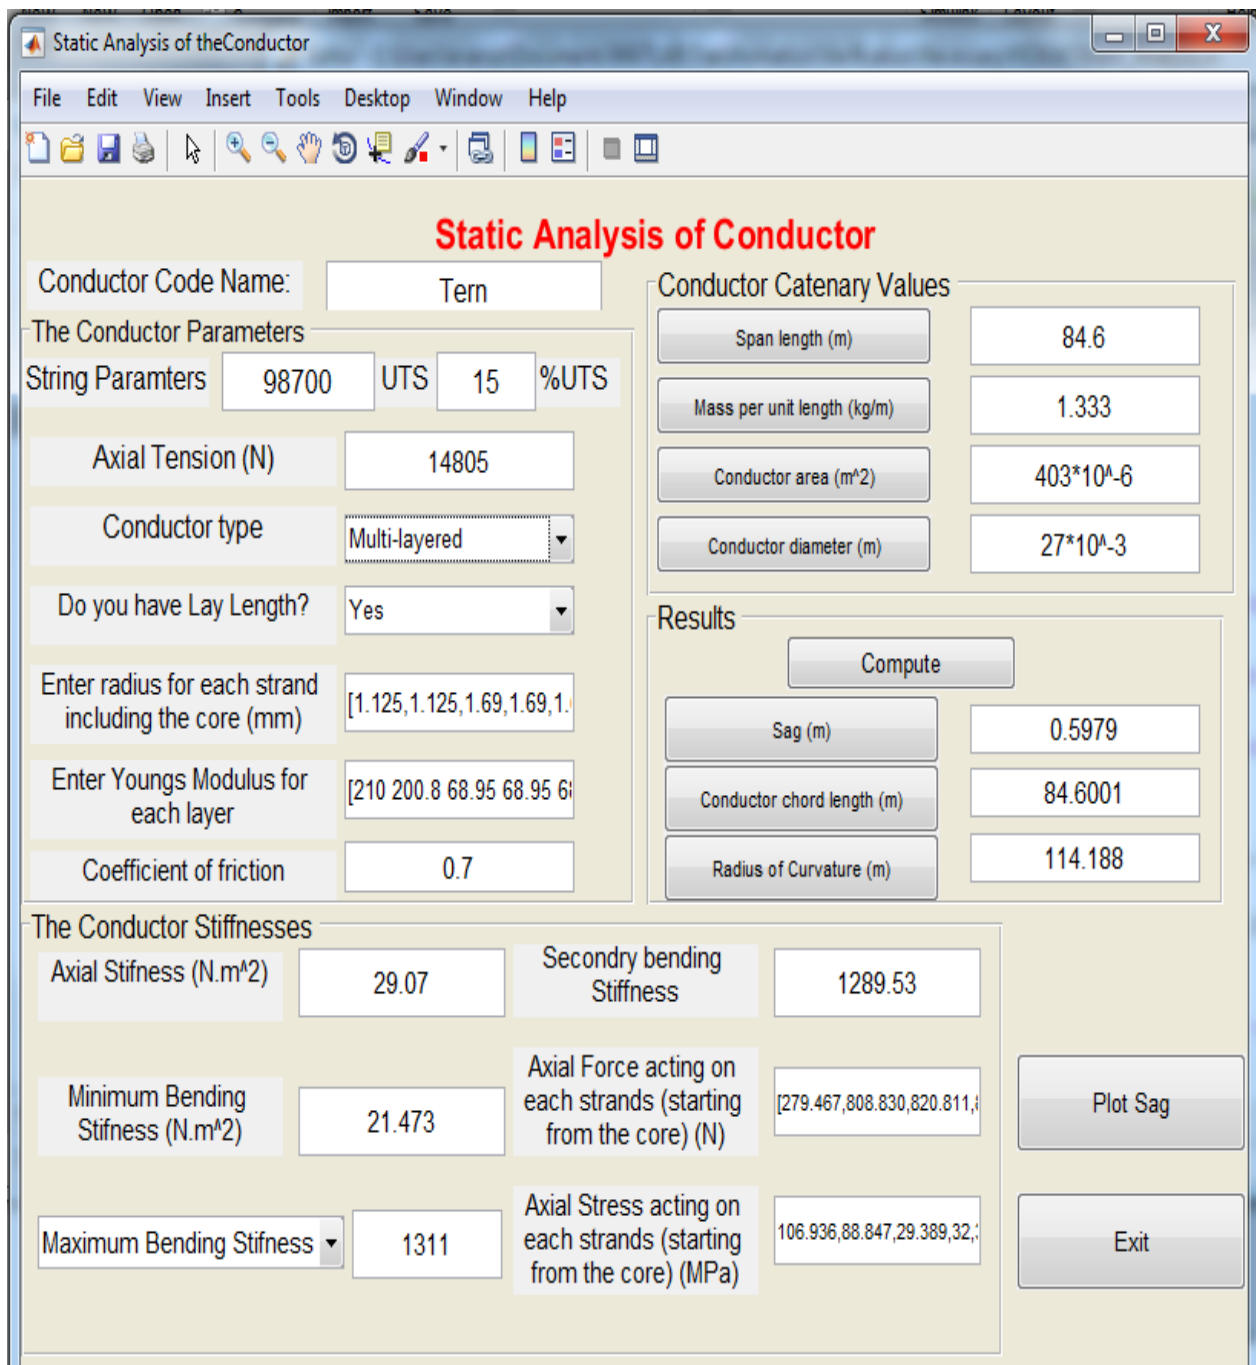 Static Analysis of theConductor
File Edit View Insert Tools Desktop Window Help
Static Analysis of Conductor
Conductor Code Name: Tern
The Conductor Parameters
String Paramters 98700 UTS 15 %UTS
Axial Tension (N) 14805
Conductor type Multi-layered
Do you have Lay Length? Yes
Enter radius for each strand
including the core (mm)
[1.125,1.125,1.69,1.69,1.
Enter Youngs Modulus for
each layer
[210 200.8 68.95 68.95 6
Coefficient of friction 0.7
Conductor Catenary Values
Span length (m) 84.6
Mass per unit length (kg/m) 1.333
Conductor area (m^2) 403*10^-6
Conductor diameter (m) 27*10^-3
Results
Compute
Sag (m) 0.5979
Conductor chord length (m) 84.6001
Radius of Curvature (m) 114.188
The Conductor Stiffnesses
Axial Stifness (N.m^2) 29.07
Secondry bending
Stiffness
1289.53
Minimum Bending
Stifness (N.m^2)
21.473
Axial Force acting on
each strands (starting
from the core) (N)
[279.467,808.830,820.811,
Maximum Bending Stifness 1311
Axial Stress acting on
each strands (starting
from the core) (MPa)
106.936,88.847,29.389,32,
Plot Sag
Exit